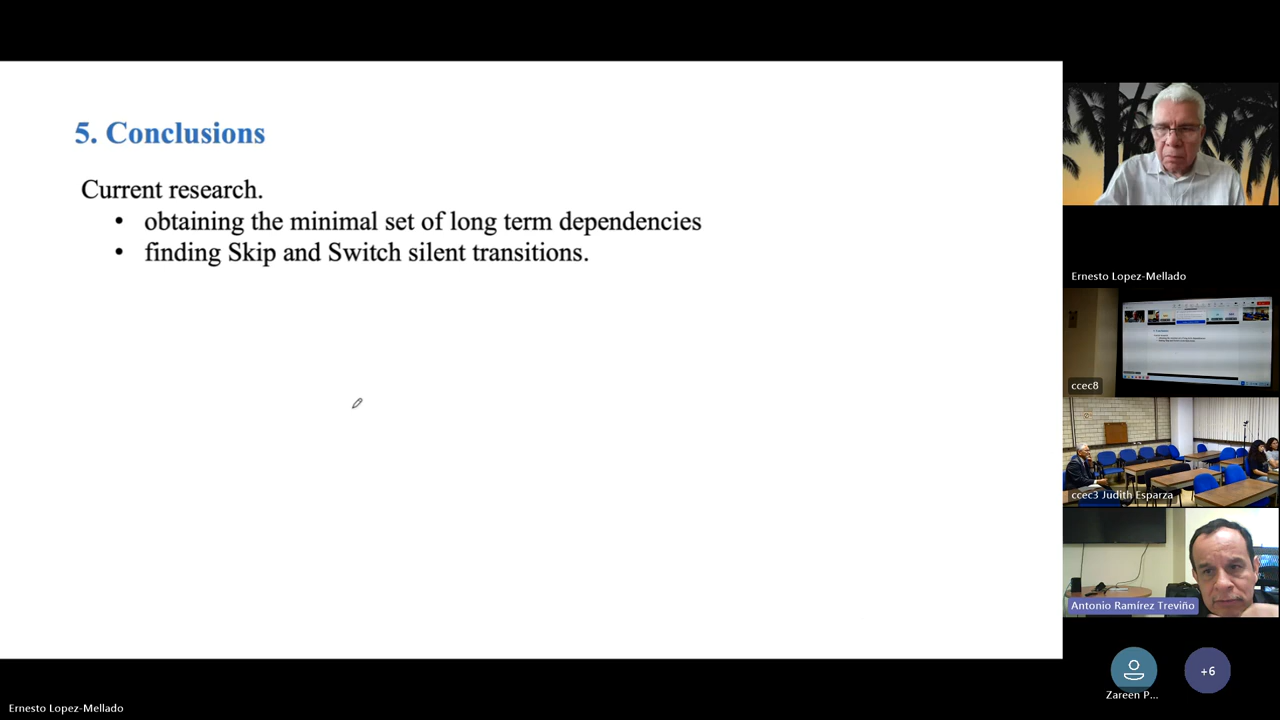 5. Conclusions
Current research.
• obtaining the minimal set of long term dependencies
• finding Skip and Switch silent transitions.
Ernesto Lopez-Mellado
ccec8
ccec3 Judith Esparza
Antonio Ramírez Treviño
Zareen P...
+6
Ernesto Lopez-Mellado